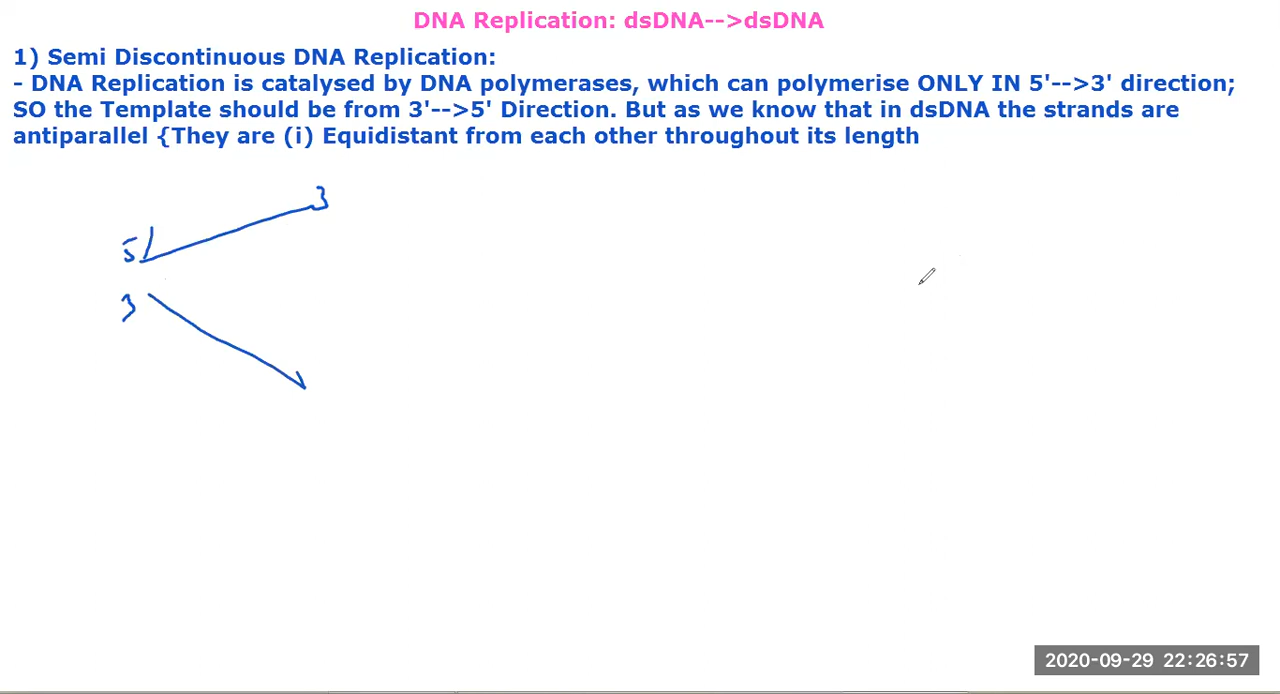 DNA Replication: dsDNA-->dsDNA
1) Semi Discontinuous DNA Replication:
- DNA Replication is catalysed by DNA polymerases, which can polymerise ONLY IN 5'-->3' direction;
SO the Template should be from 3'-->5' Direction. But as we know that in dsDNA the strands are
antiparallel {They are (i) Equidistant from each other throughout its length
3
5
3
2020-09-29 22:26:57